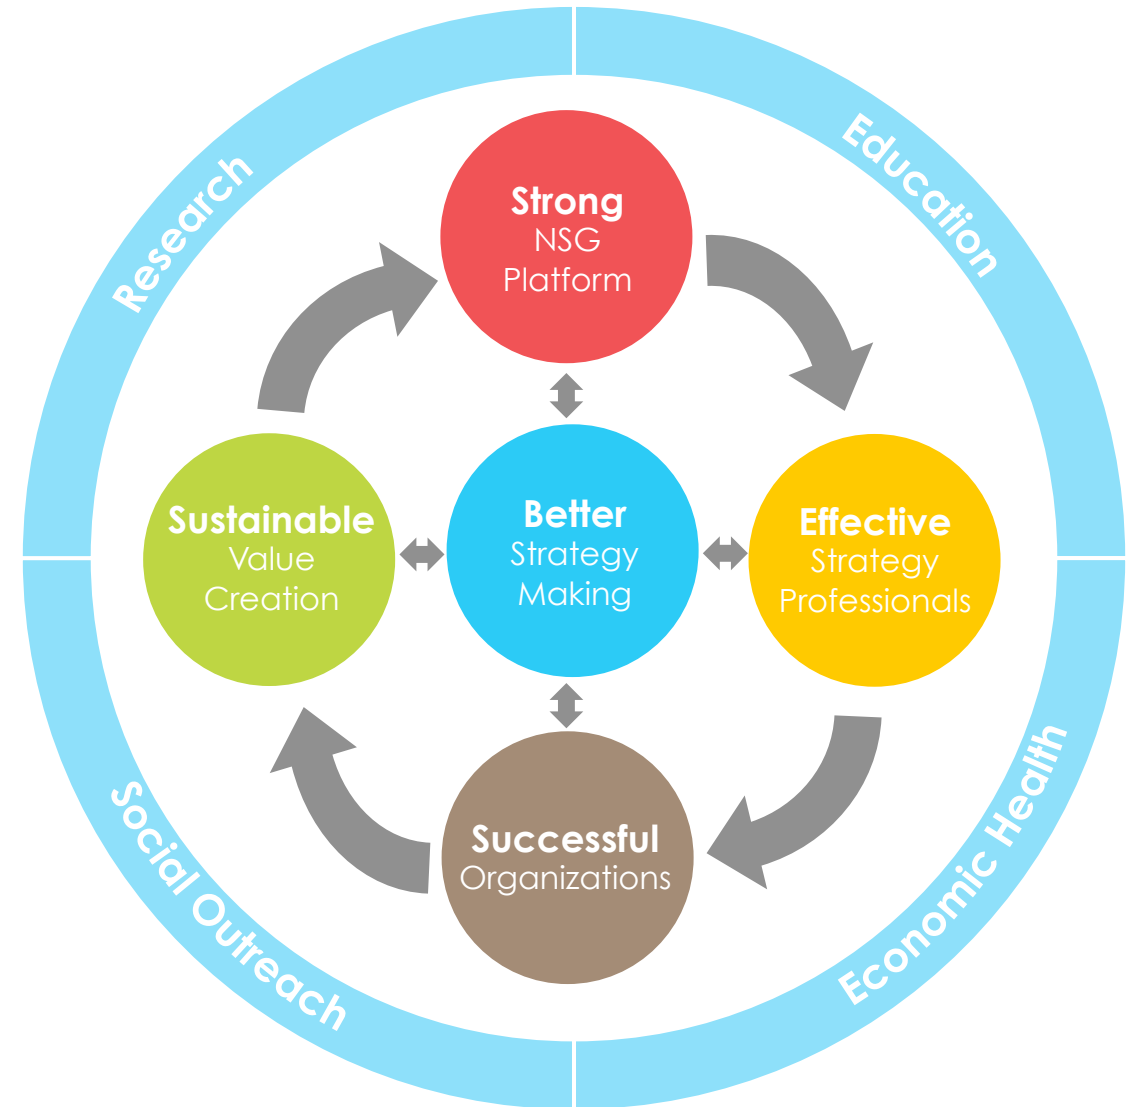 Research
Education
Strong
NSG
Platform
Sustainable
Value
Creation
Better
Strategy
Making
Effective
Strategy
Professionals
Successful
Organizations
Social Outreach
Economic Health